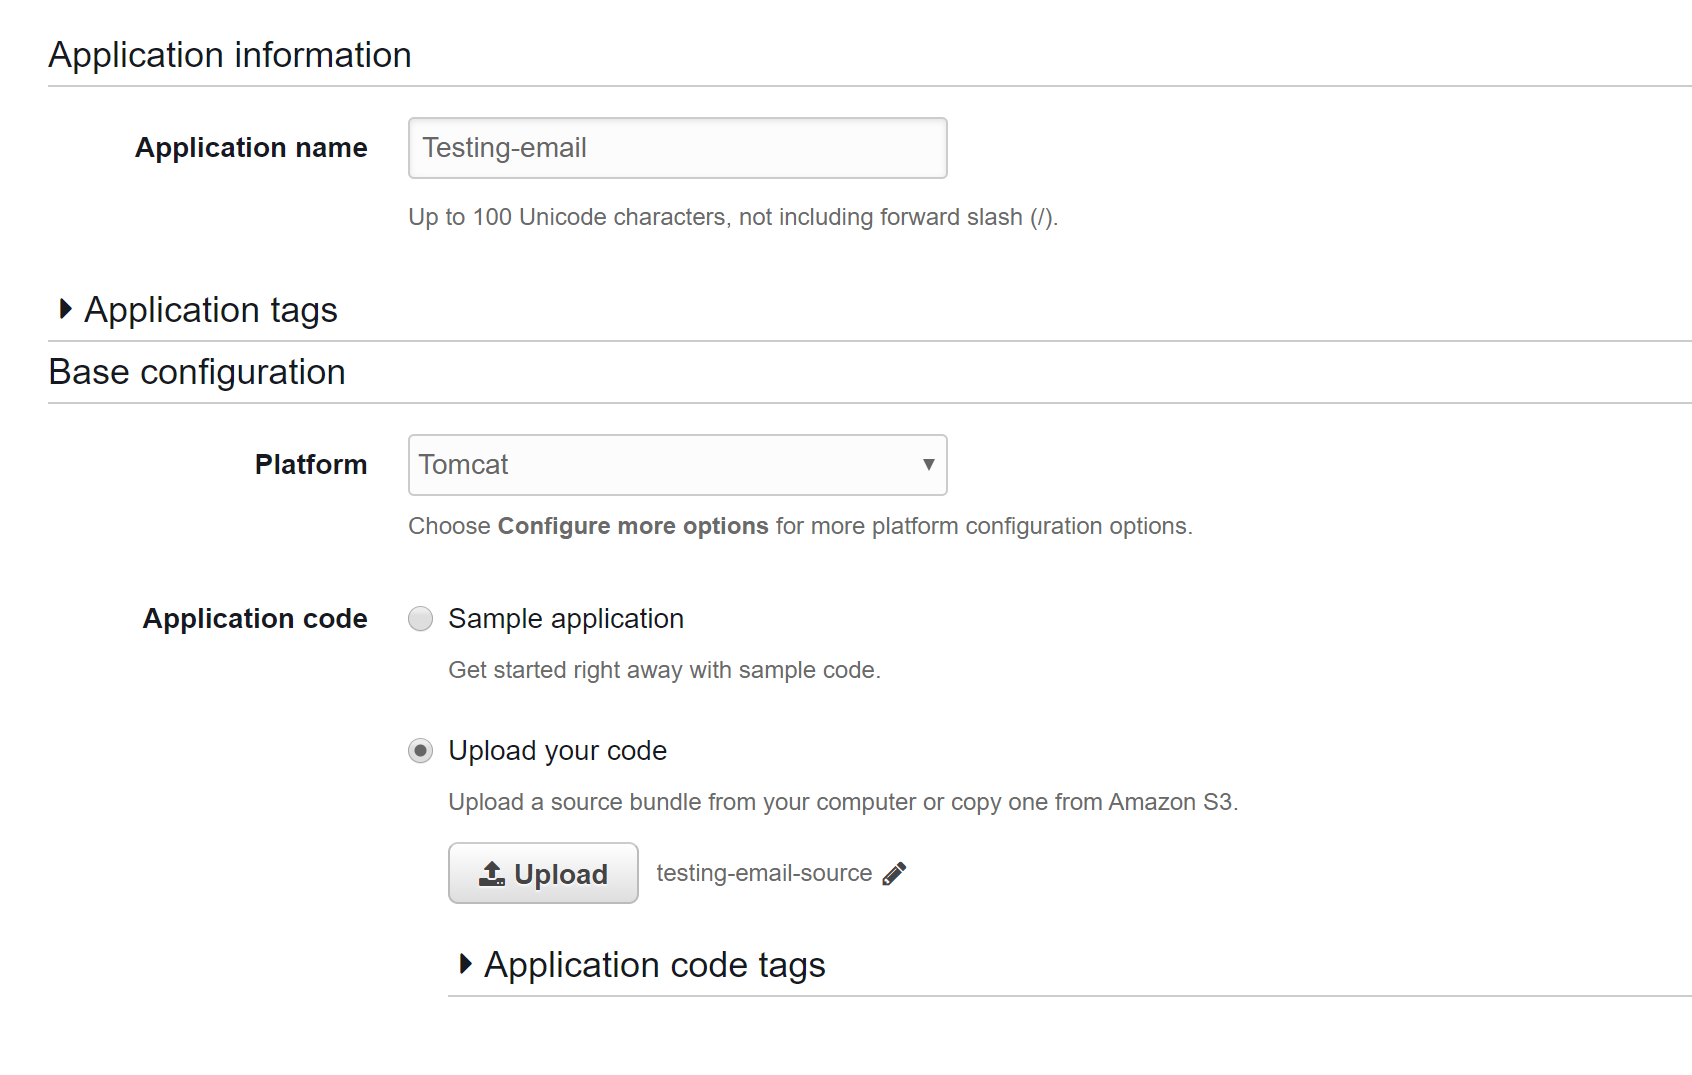 Application information
Application name
Testing-email
Up to 100 Unicode characters, not including forward slash (/).
Application tags
Base configuration
Platform
Tomcat
Choose Configure more options for more platform configuration options.
Application code
Sample application
Get started right away with sample code.
Upload your code
Upload a source bundle from your computer or copy one from Amazon S3.
Upload
testing-email-source
Application code tags